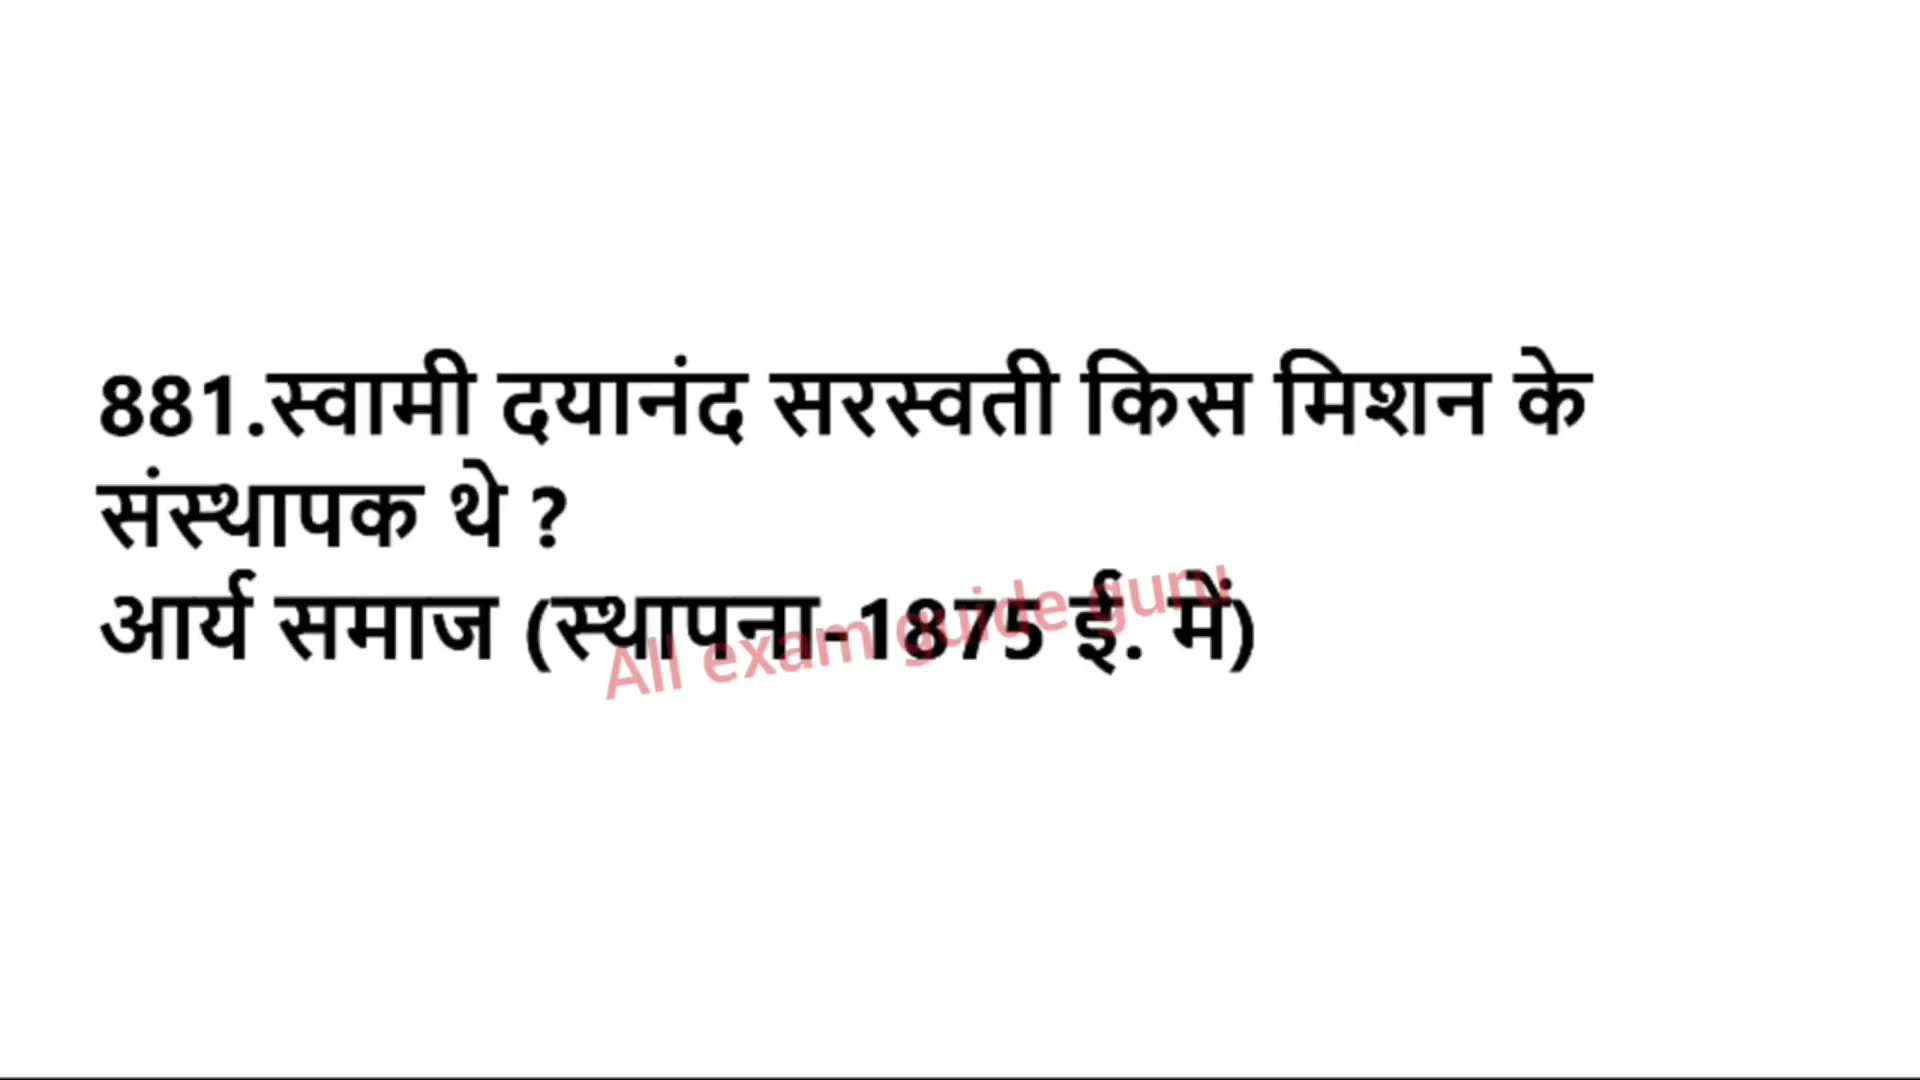 881.स्वामी दयानंद सरस्वती किस मिशन के
संस्थापक थे ?
आर्य समाज (स्थापना-1875 ई. में)
All exam guide guru